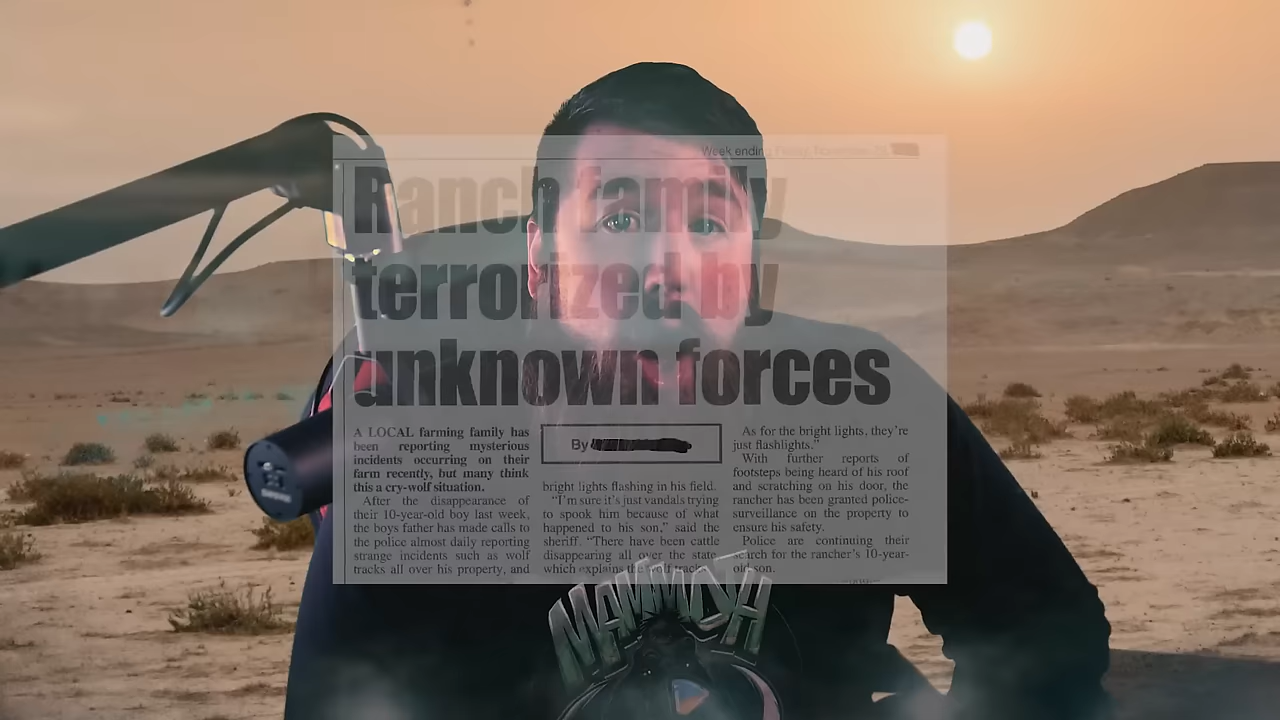 Week ending Friday, November 25,
Ranch family
terrorized by
unknown forces
A LOCAL farming family has
been reporting mysterious
incidents occurring on their
farm recently, but many think
this a cry-wolf situation.
After the disappearance of
their 10-year-old boy last week,
the boys father has made calls to
the police almost daily reporting
strange incidents such as wolf
tracks all over his property, and
By
bright lights flashing in his field.
"I'm sure it's just vandals trying
to spook him because of what
happened to his son," said the
sheriff. "There have been cattle
disappearing all over the state
which explains the wolf tracks.
As for the bright lights, they're
just flashlights."
With further reports of
footsteps being heard of his roof
and scratching on his door, the
rancher has been granted police-
surveillance on the property to
ensure his safety.
Police are continuing their
search for the rancher's 10-year-
old son.
MAMMOTH